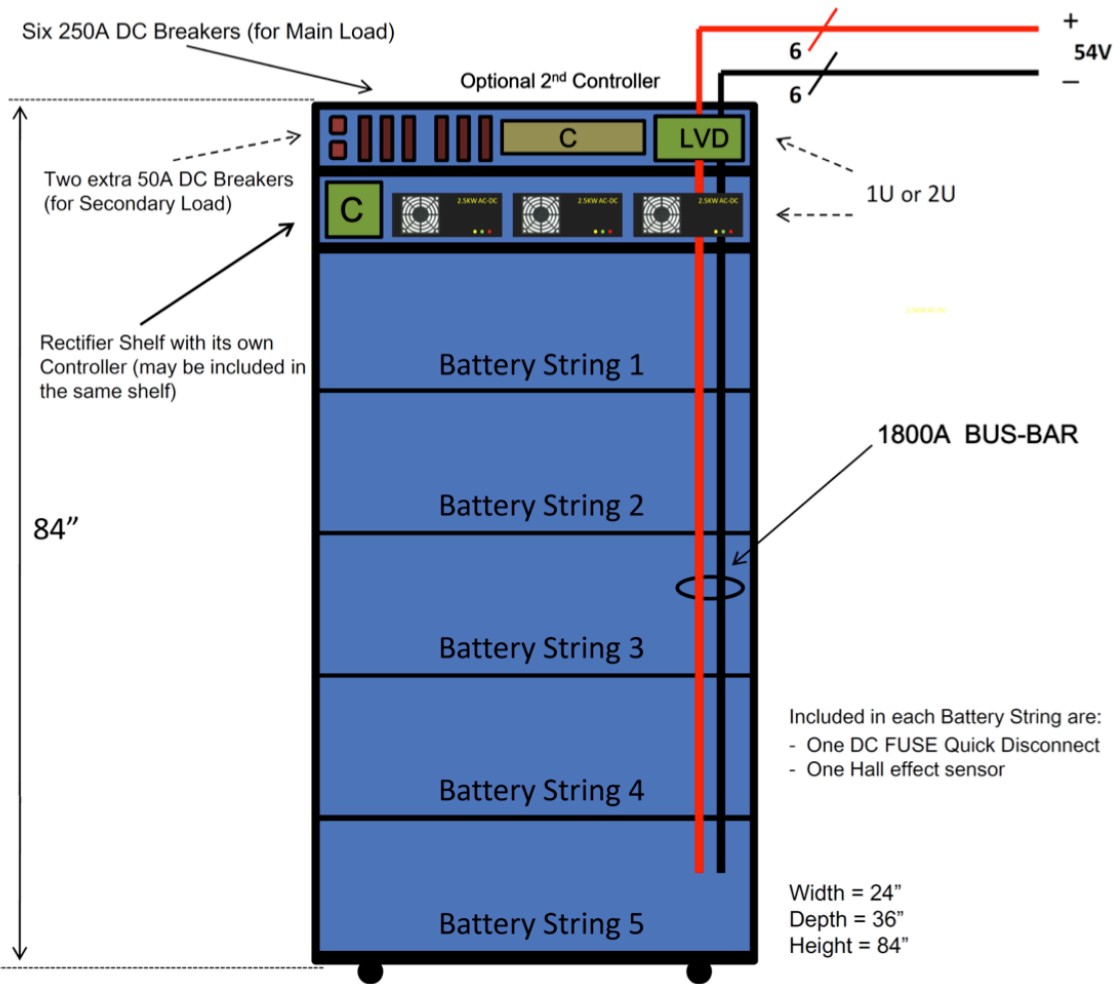 Six 250A DC Breakers (for Main Load)
+
6
54V
Optional 2nd Controller
–
6
C
LVD
Two extra 50A DC Breakers
(for Secondary Load)
1U or 2U
C
2.5KW AC-DC
2.5KW AC-DC
2.5KW AC-DC
2.5KW AC-DC
Rectifier Shelf with its own
Controller (may be included in
the same shelf)
Battery String 1
1800A BUS-BAR
Battery String 2
84”
Battery String 3
Included in each Battery String are:
- One DC FUSE Quick Disconnect
- One Hall effect sensor
Battery String 4
Width = 24”
Depth = 36”
Height = 84”
Battery String 5